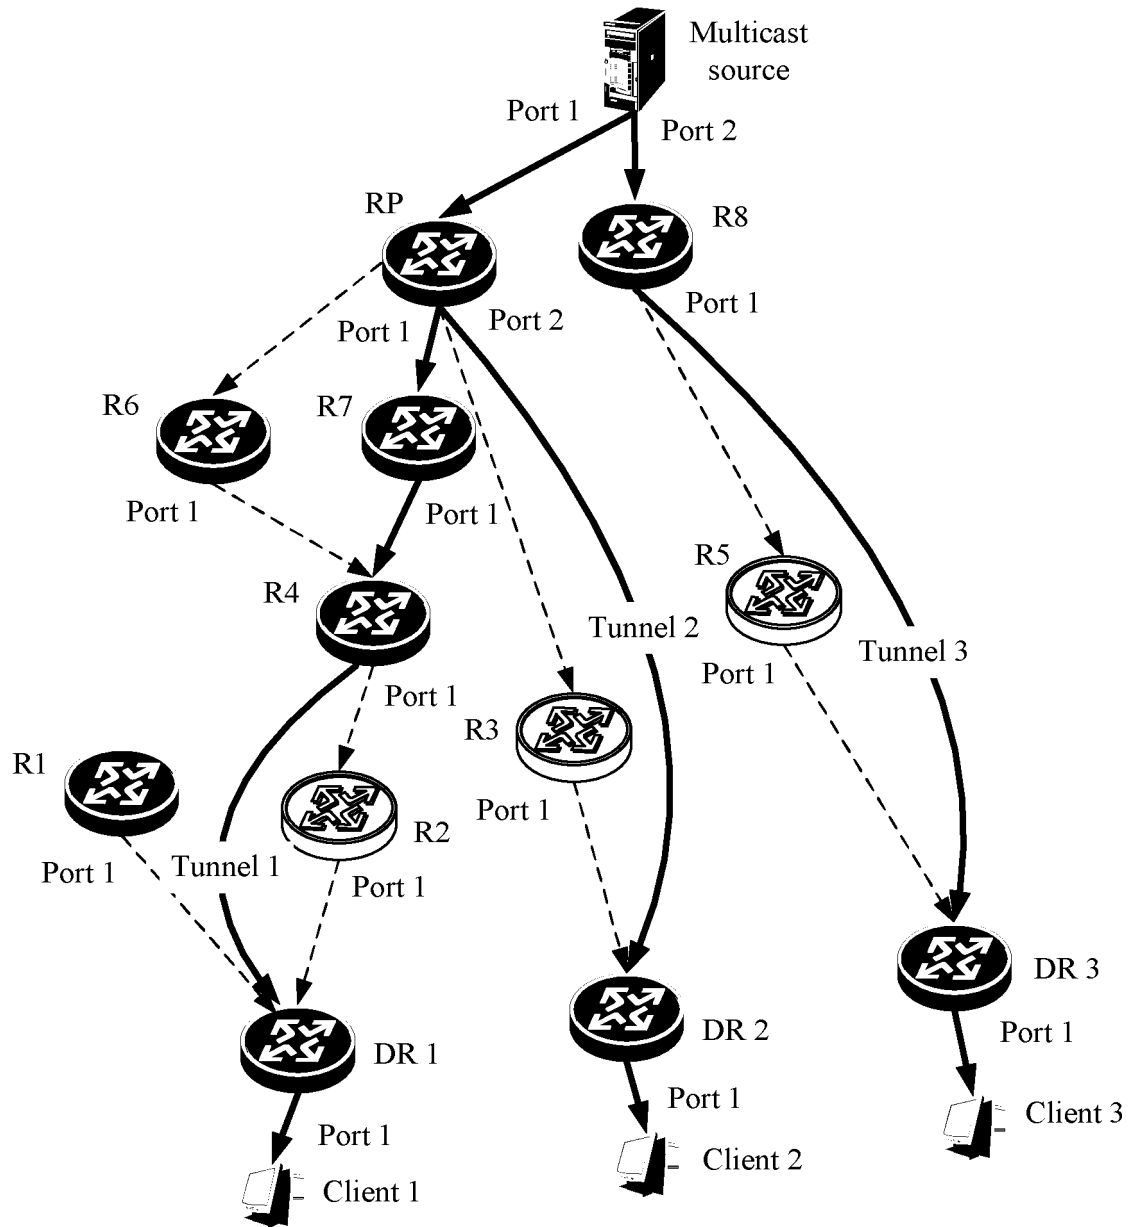 Multicast
source
Port 1
Port 2
RP
R8
Port 1
Port 2
Port 1
R6
R7
Port 1
Port 1
R4
R5
Tunnel 2
Tunnel 3
Port 1
Port 1
R3
R1
Port 1
R2
Port 1
Tunnel 1
Port 1
DR 3
DR 2
Port 1
DR 1
Port 1
Client 3
Port 1
Client 2
Client 1